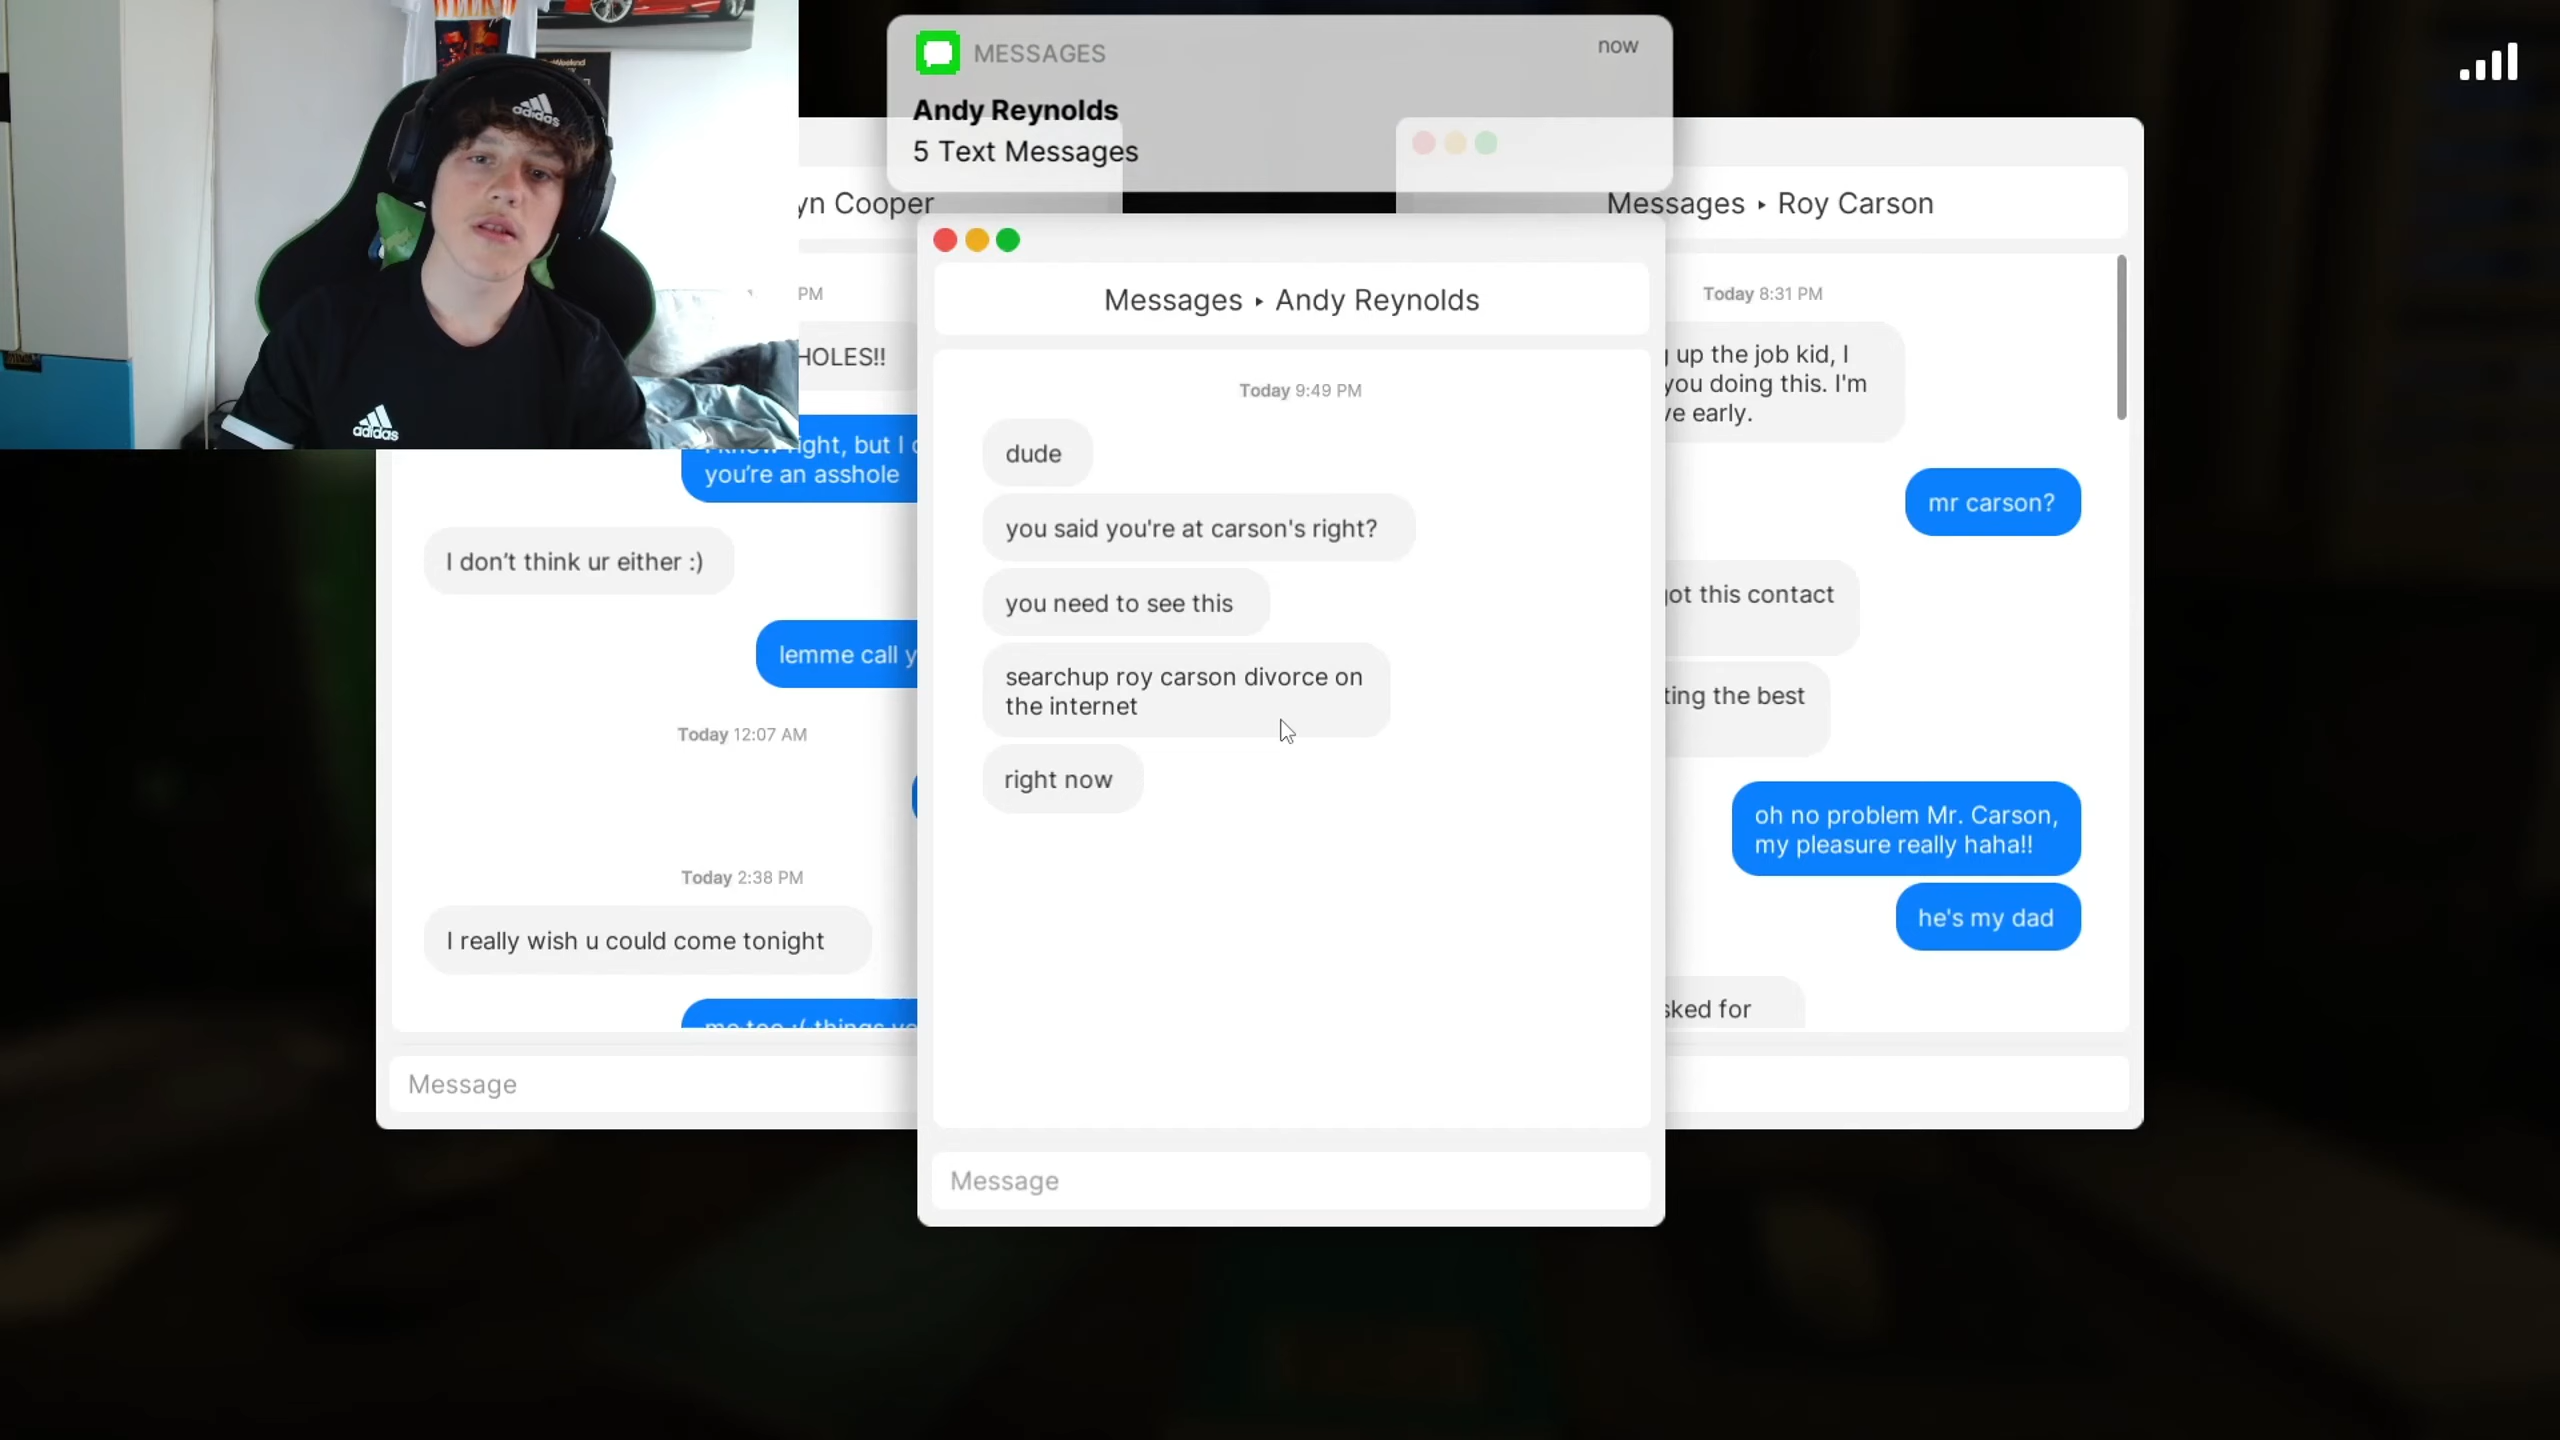 MESSAGES
now
Andy Reynolds
5 Text Messages
adidas
adidas
Cooper
PM
you're an asshole
I don't think ur either :)
lemme call
Today 12:07 AM
Today 2:38 PM
I really wish u could come tonight
Message
Messages ▸ Andy Reynolds
Today 9:49 PM
dude
you said you're at carson's right?
you need to see this
searchup roy carson divorce on
the internet
right now
Message
Messages ▸ Roy Carson
Today 8:31 PM
up the job kid, I
you doing this. I'm
early.
mr carson?
this contact
the best
oh no problem Mr. Carson,
my pleasure really haha!!
he's my dad
for